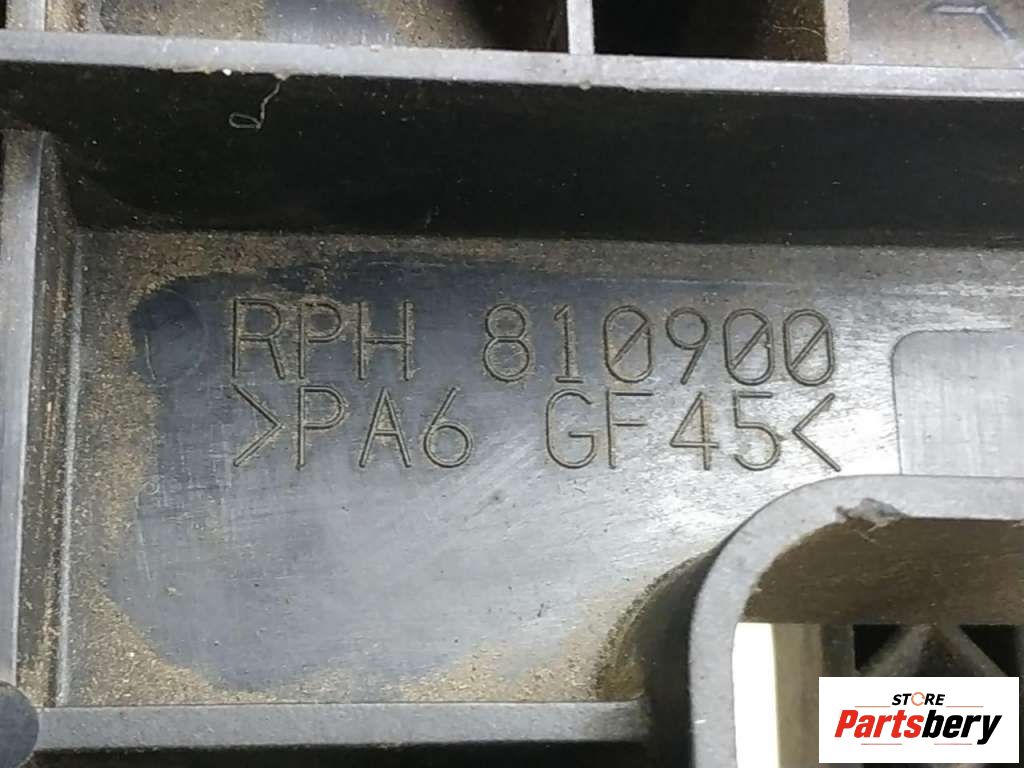 RPH 810900
>PA6 GF45<
STORE
Partsbery